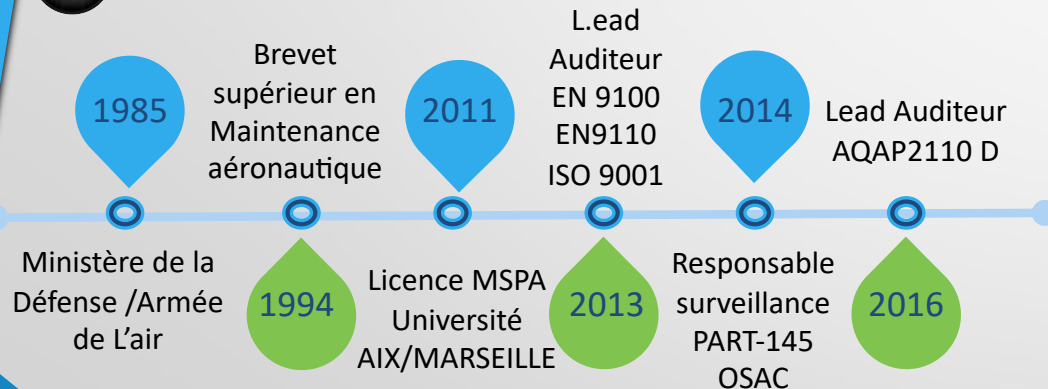 1985
Ministère de la
Défense /Armée
de L'air
Brevet
supérieur en
Maintenance
aéronautique
1994
2011
Licence MSPA
Université
AIX/MARSEILLE
L.ead
Auditeur
EN 9100
EN9110
ISO 9001
2013
2014
Responsable
surveillance
PART-145
OSAC
Lead Auditeur
AQAP2110 D
2016